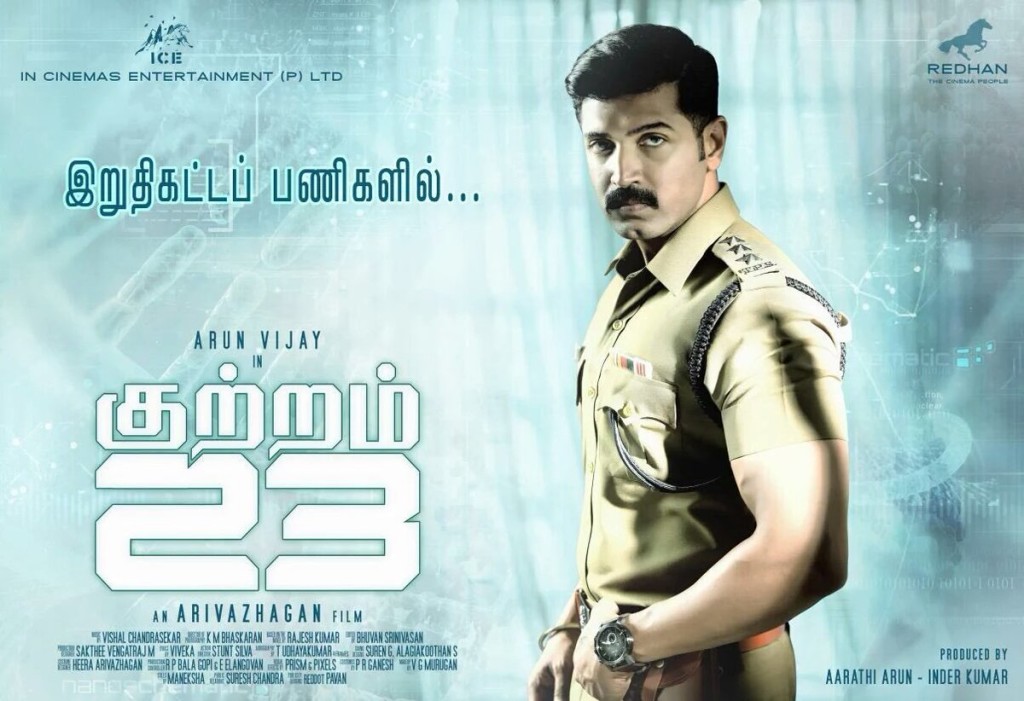 ICE
IN CINEMAS ENTERTAINMENT (P) LTD
REDHAN
THE CINEMA PEOPLE
இறுதிகட்டப் பணிகளில்...
ARUN VIJAY
IN
குற்றம்
23
AN ARIVAZHAGAN FILM
VISHAL CHANDRASEKAR K M BHASKARAN RAJESH KUMAR BHUVAN SRINIVASAN
SAKTHEE VENGATRAJ M VIVEKA STUNT SILVA T UDHAYAKUMAR SUREN G, ALAGIAKOOTHAN S
HEERA ARIVAZHAGAN R P BALA GOPI & E ELANGOVAN PRISM & PIXELS P R GANESH V G MURUGAN
MANEKSHA SURESH CHANDRA REDDOT PAVAN
PRODUCED BY
AARATHI ARUN - INDER KUMAR